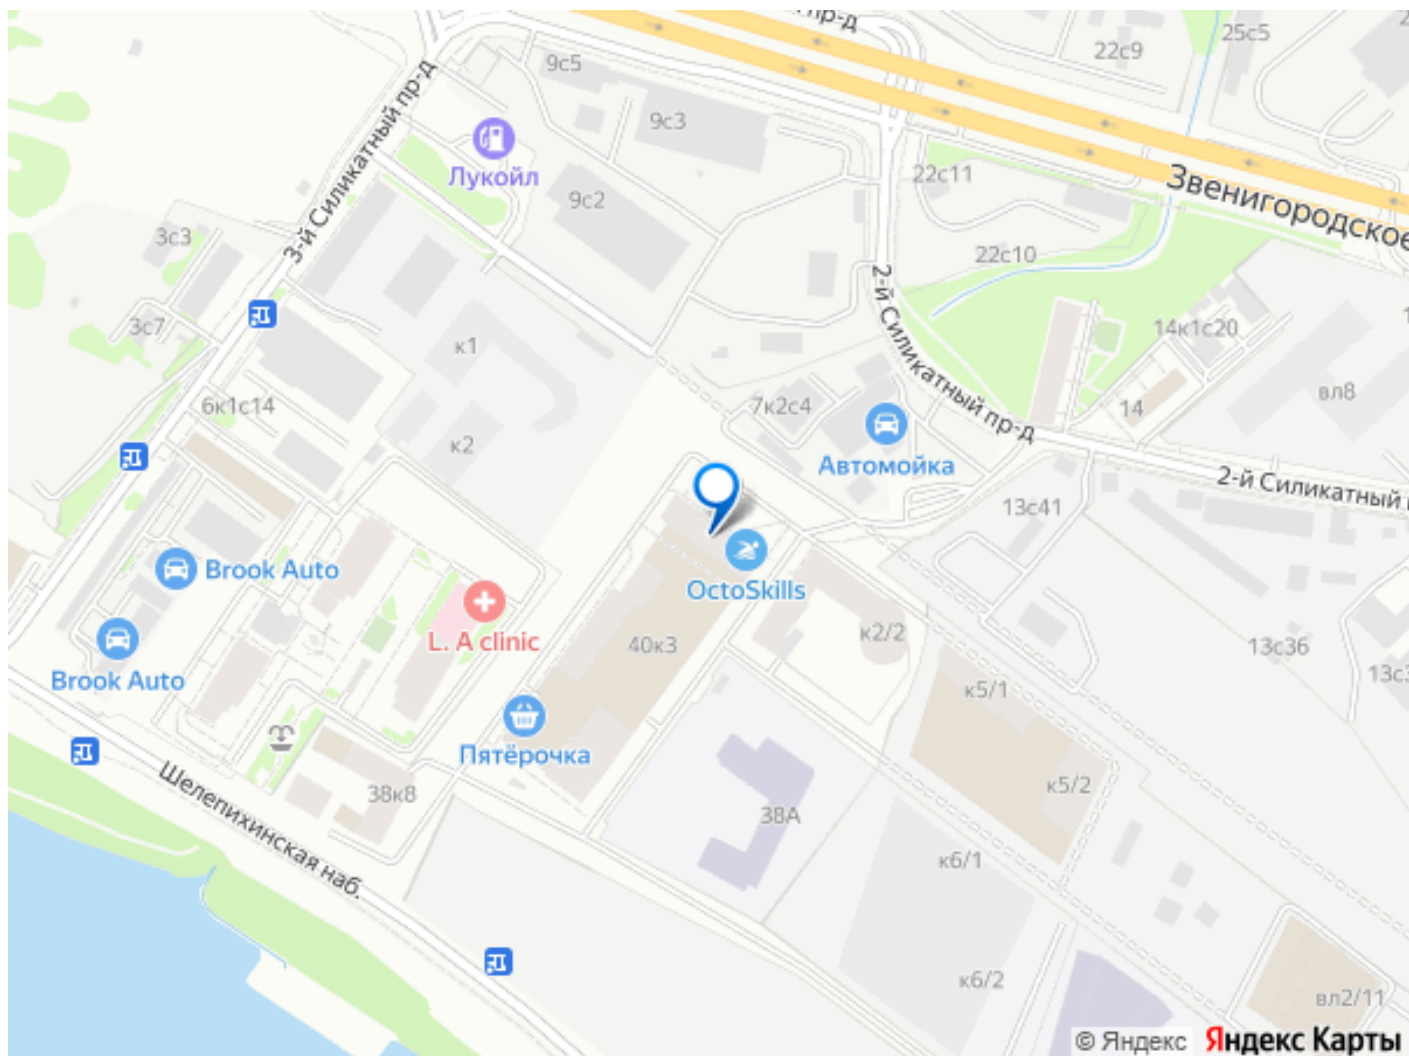 пр-д
25с5
22с9
9с5
9с3
3-й Силикатный пр-д
Лукойл
22с11
Звенигородское
9с2
3с3
22с10
2-й Силикатный пр-д
3с7
14к1с20
к1
вл8
6к1с14
7к2с4
14
к2
Автомойка
2-й Силикатный
13с41
Brook Auto
OctoSkills
L. A clinic
40к3
к2/2
13с36
Brook Auto
13с3
к5/1
Пятёрочка
Шелепихинская наб.
38к8
к5/2
38А
к6/1
к6/2
вл2/11
© Яндекс Яндекс Карты